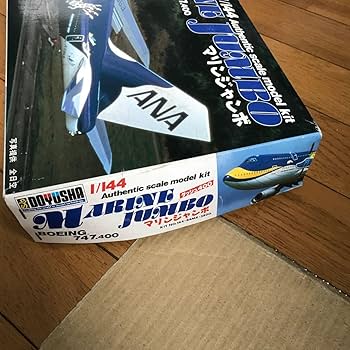 1/144 Authentic scale model kit
JUMBO
マリンジャンボ
ANA
写真提供 全日空
DOYUSHA
1/144
Authentic scale model kit
MARINE
JUMBO
マリンジャンボ
BOEING
747-400